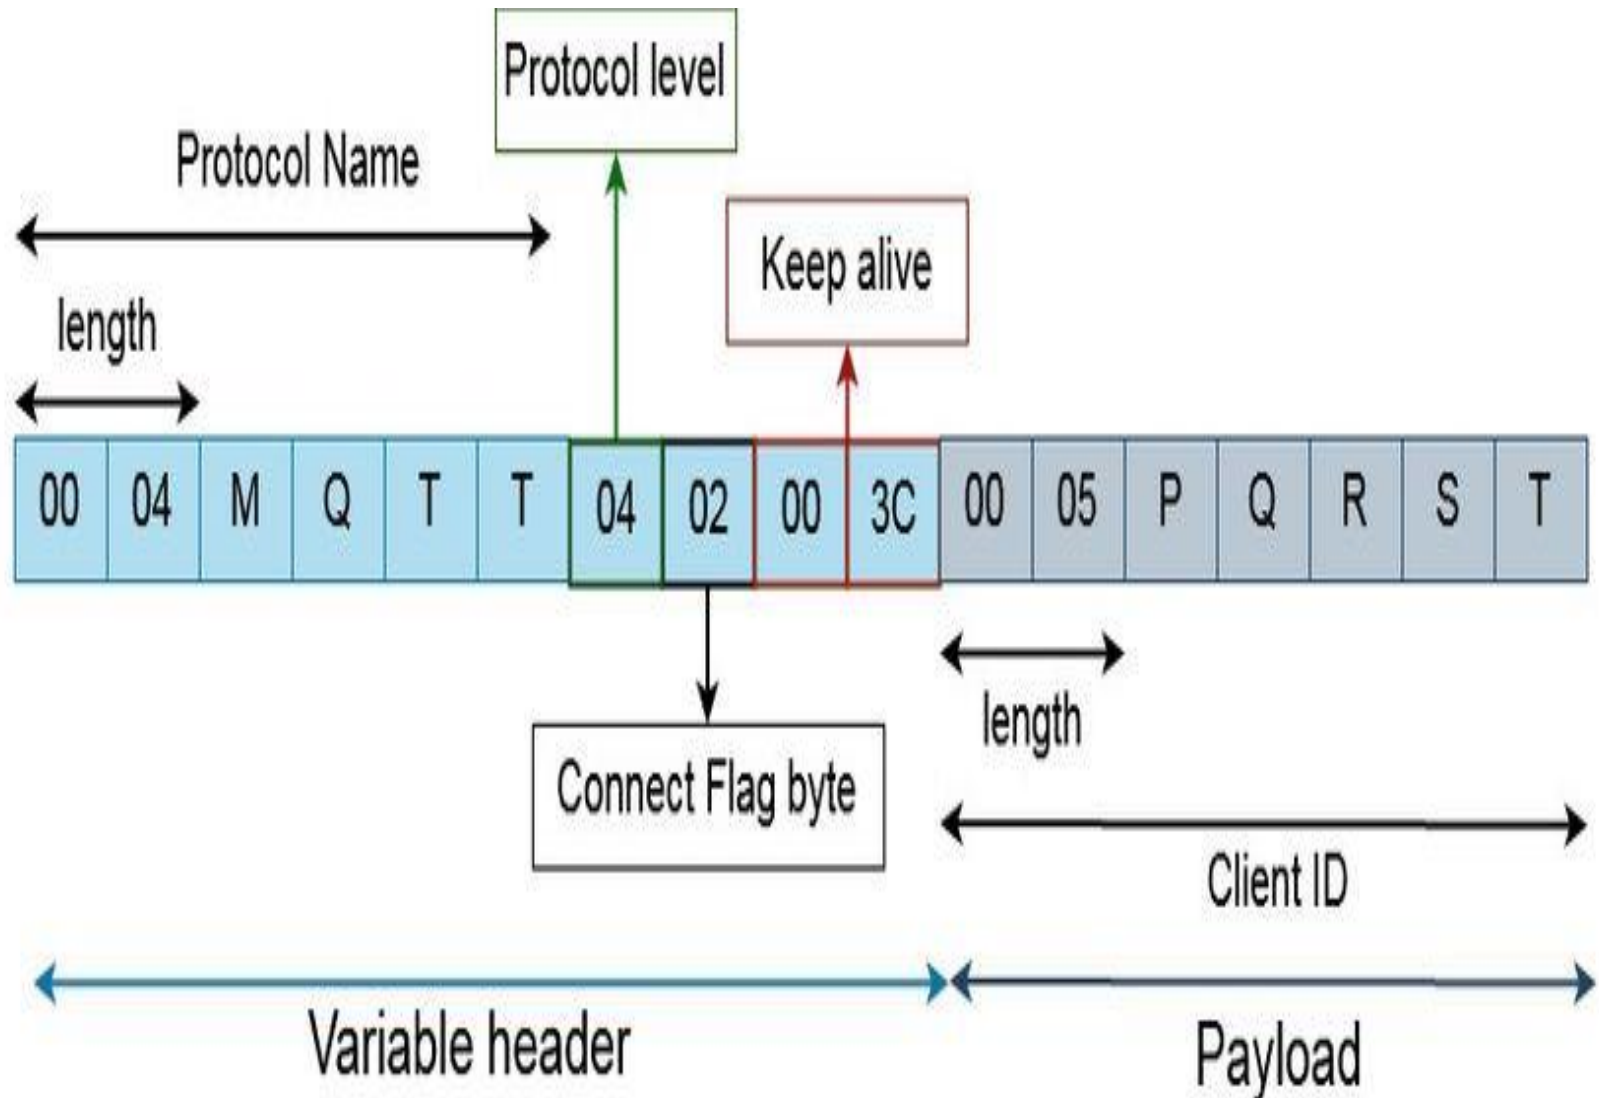 Protocol level
Protocol Name
Keep alive
length
00 04 M Q T T 04 02 00 3C 00 05 P Q R S T
length
Connect Flag byte
Client ID
Variable header
Payload